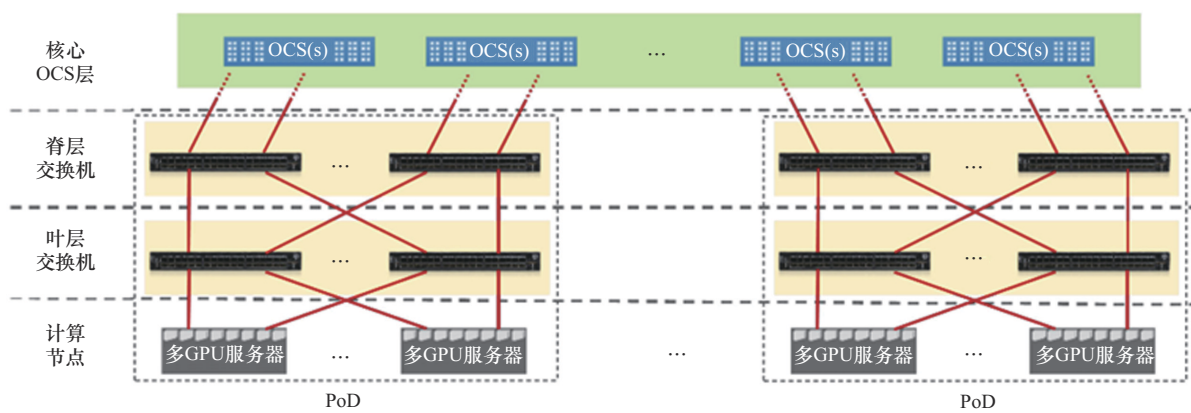 核心
OCS层
OCS(s)
OCS(s)
...
OCS(s)
OCS(s)
脊层
交换机
...
...
叶层
交换机
...
...
计算
节点
多GPU服务器
...
多GPU服务器
...
多GPU服务器
...
多GPU服务器
PoD
PoD